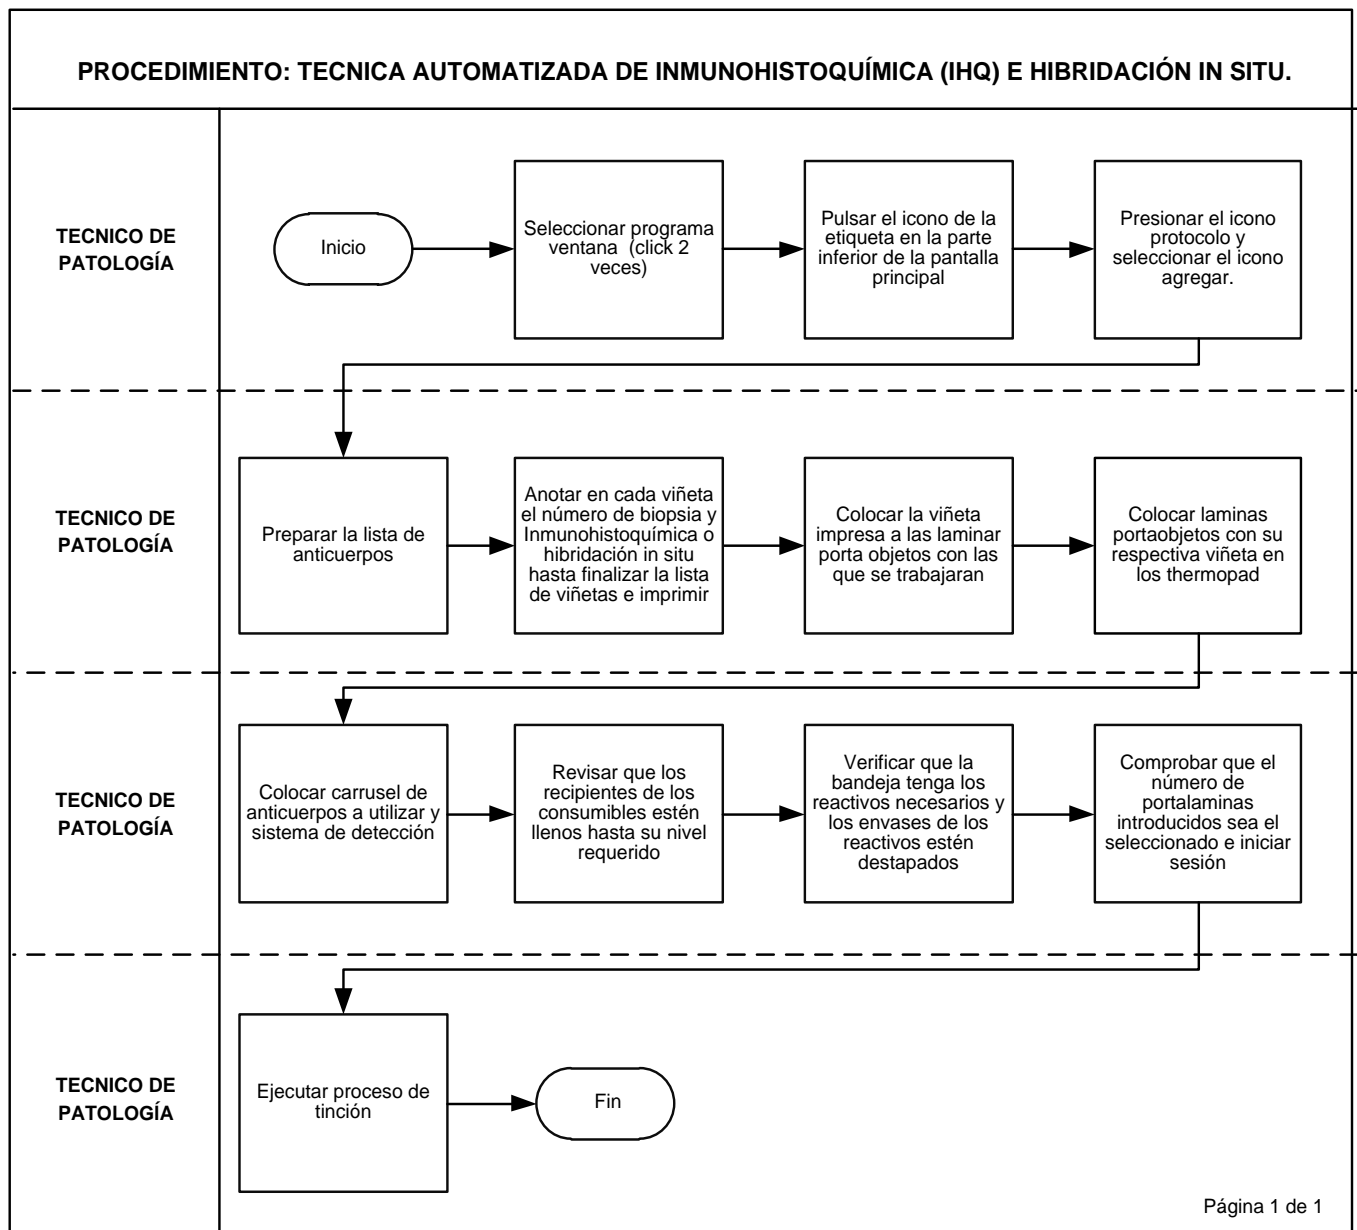 PROCEDIMIENTO: TECNICA AUTOMATIZADA DE INMUNOHISTOQUÍMICA (IHQ) E HIBRIDACIÓN IN SITU.
TECNICO DE
PATOLOGÍA
Inicio
Seleccionar programa
ventana (click 2
veces)
Pulsar el icono de la
etiqueta en la parte
inferior de la pantalla
principal
Presionar el icono
protocolo y
seleccionar el icono
agregar.
TECNICO DE
PATOLOGÍA
Preparar la lista de
anticuerpos
Anotar en cada viñeta
el número de biopsia y
Inmunohistoquímica o
hibridación in situ
hasta finalizar la lista
de viñetas e imprimir
Colocar la viñeta
impresa a las laminar
porta objetos con las
que se trabajaran
Colocar laminas
portaobjetos con su
respectiva viñeta en
los thermopad
TECNICO DE
PATOLOGÍA
Colocar carrusel de
anticuerpos a utilizar y
sistema de detección
Revisar que los
recipientes de los
consumibles estén
llenos hasta su nivel
requerido
Verificar que la
bandeja tenga los
reactivos necesarios y
los envases de los
reactivos estén
destapados
Comprobar que el
número de
portalaminas
introducidos sea el
seleccionado e iniciar
sesión
TECNICO DE
PATOLOGÍA
Ejecutar proceso de
tinción
Fin
Página 1 de 1